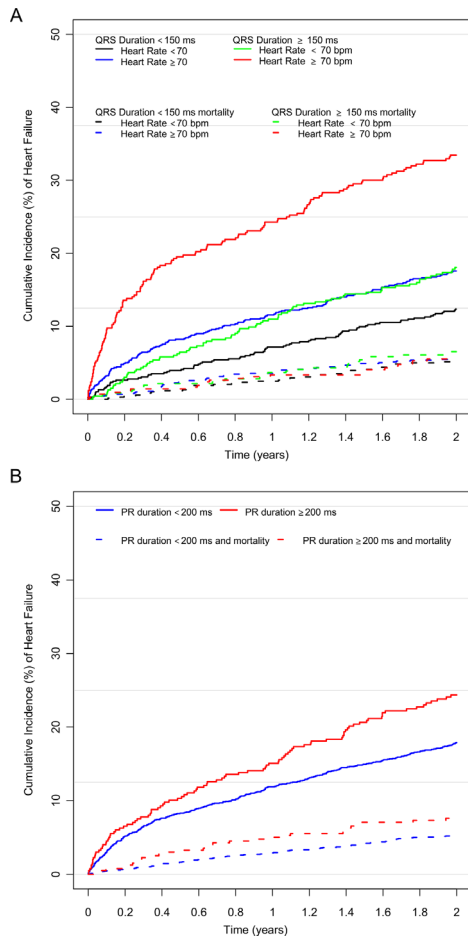 A
QRS Duration < 150 ms QRS Duration ≥ 150 ms
Heart Rate < 70 Heart Rate < 70 bpm
Heart Rate ≥ 70 Heart Rate ≥ 70 bpm
QRS Duration < 150 ms mortality QRS Duration ≥ 150 ms mortality
Heart Rate < 70 bpm Heart Rate < 70 bpm
Heart Rate ≥ 70 bpm Heart Rate ≥ 70 bpm
Cumulative Incidence (%) of Heart Failure
50
40
30
20
10
0
0 0.2 0.4 0.6 0.8 1 1.2 1.4 1.6 1.8 2
Time (years)
B
PR duration < 200 ms PR duration ≥ 200 ms
PR duration < 200 ms and mortality PR duration ≥ 200 ms and mortality
Cumulative Incidence (%) of Heart Failure
50
40
30
20
10
0
0 0.2 0.4 0.6 0.8 1 1.2 1.4 1.6 1.8 2
Time (years)